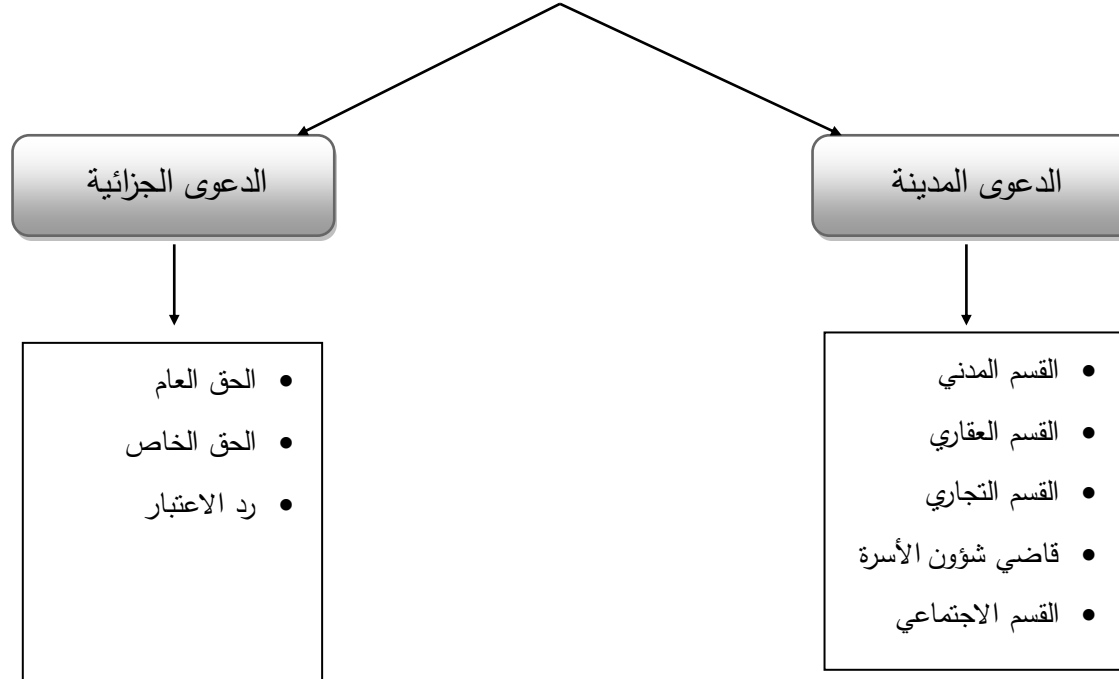 الدعوى المدينة
الدعوى الجزائية
• القسم المدني
• القسم العقاري
• القسم التجاري
• قاضي شؤون الأسرة
• القسم الاجتماعي
• الحق العام
• الحق الخاص
• رد الاعتبار